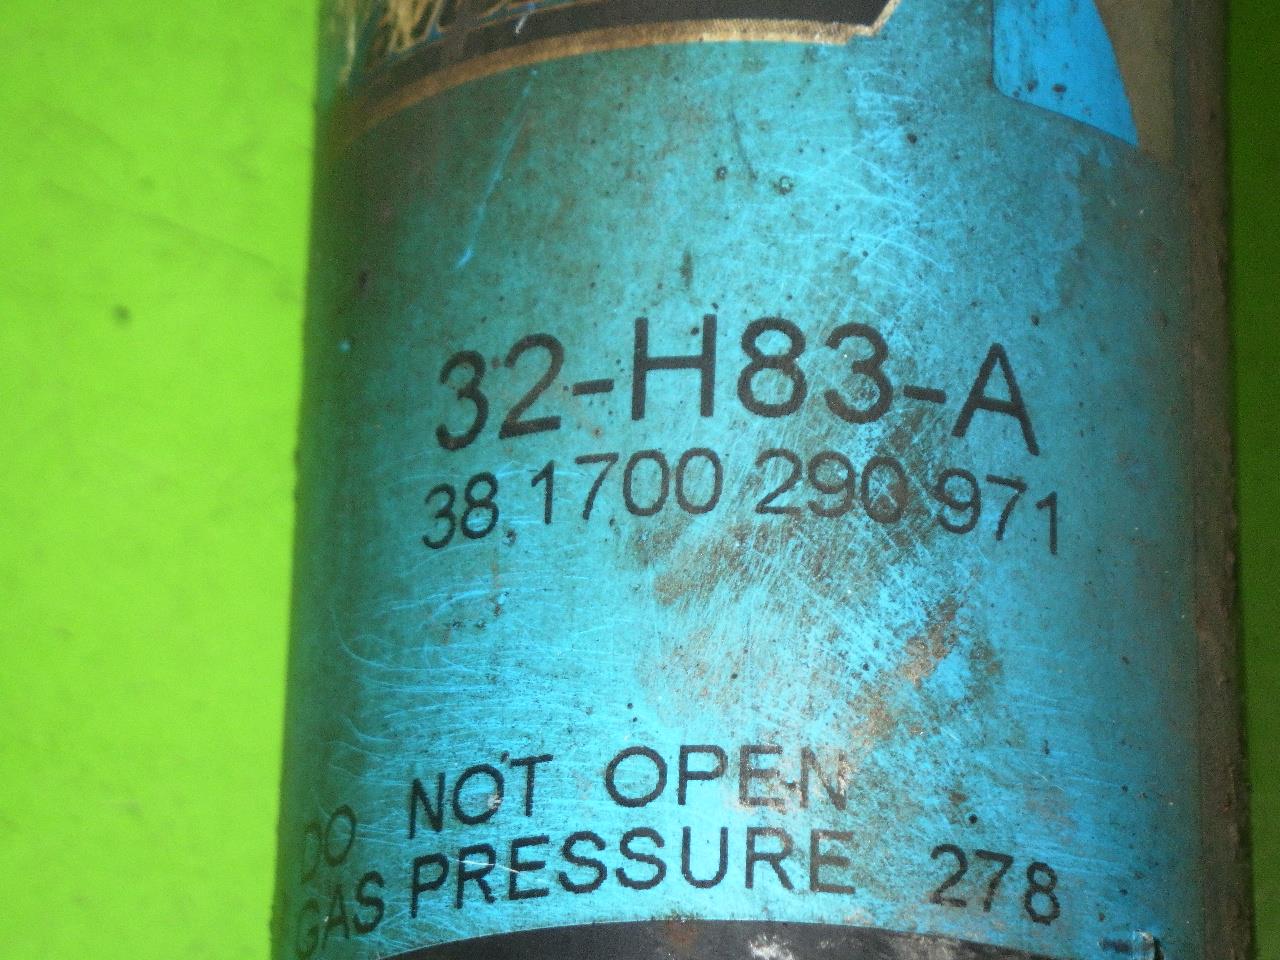 32-H83-A
38 1700 290 971
DO NOT OPEN
GAS PRESSURE 278